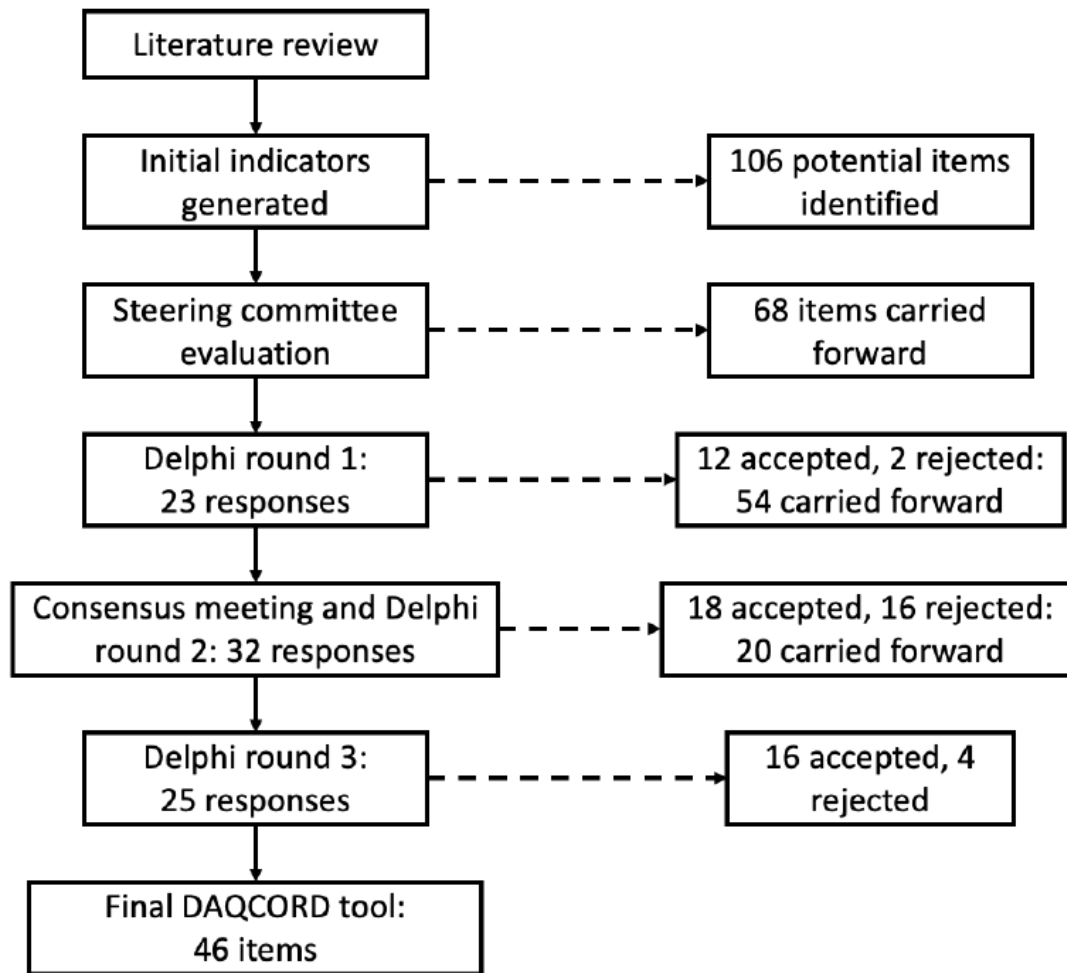 Literature review
Initial indicators
generated
106 potential items
identified
Steering committee
evaluation
68 items carried
forward
Delphi round 1:
23 responses
12 accepted, 2 rejected:
54 carried forward
Consensus meeting and Delphi
round 2: 32 responses
18 accepted, 16 rejected:
20 carried forward
Delphi round 3:
25 responses
16 accepted, 4
rejected
Final DAQCORD tool:
46 items